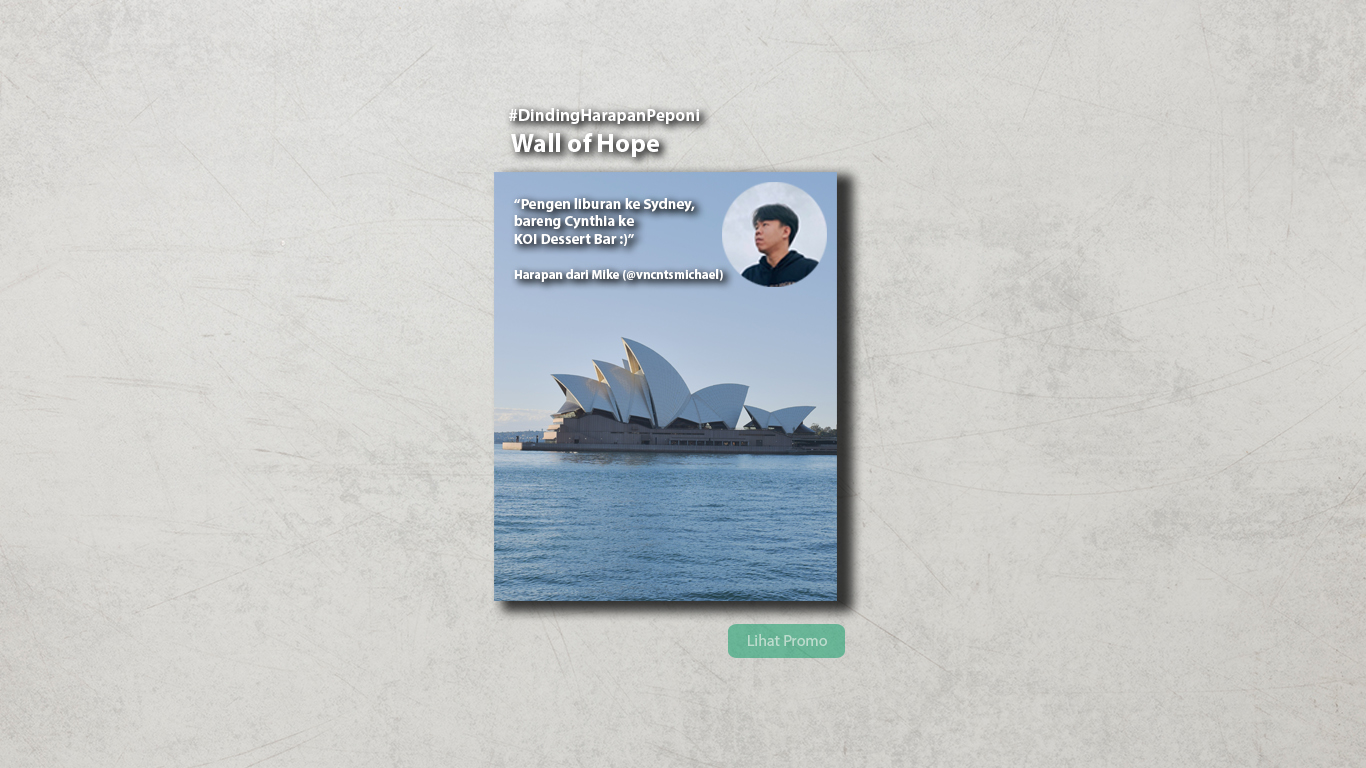 #DindingHarapanPeponi
Wall of Hope
“Pengen liburan ke Sydney,
bareng Cynthia ke
KOI Dessert Bar :)”
Harapan dari Mike (@vncntsmichael)
Lihat Promo